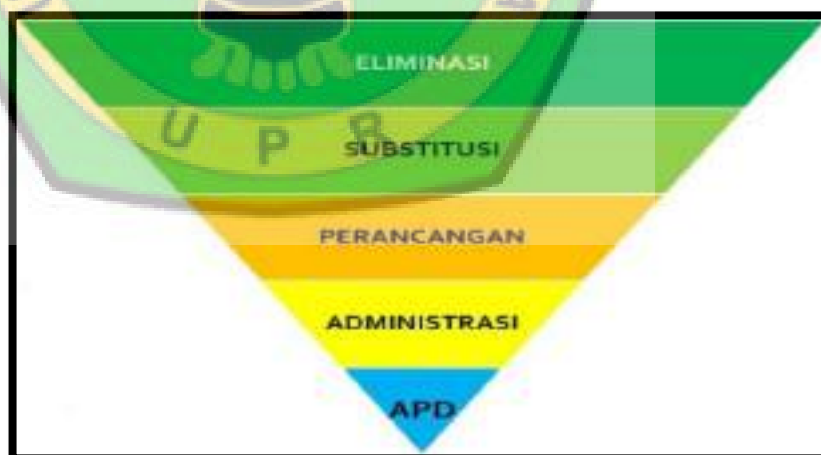 ELIMINASI
U P R
SUBSTITUSI
PERANCANGAN
ADMINISTRASI
APD